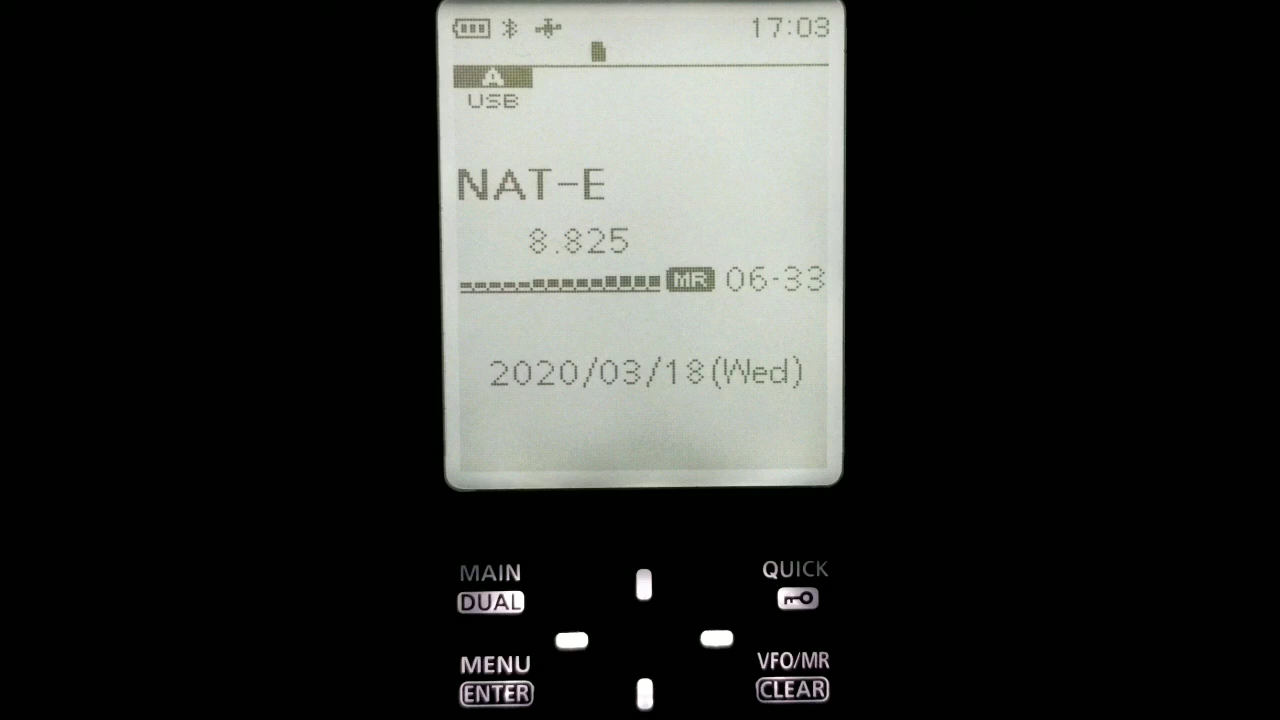 17:03
A
USB
NAT-E
8.825
MR 06-33
2020/03/18(Wed)
MAIN QUICK
DUAL
MENU VFO/MR
ENTER CLEAR